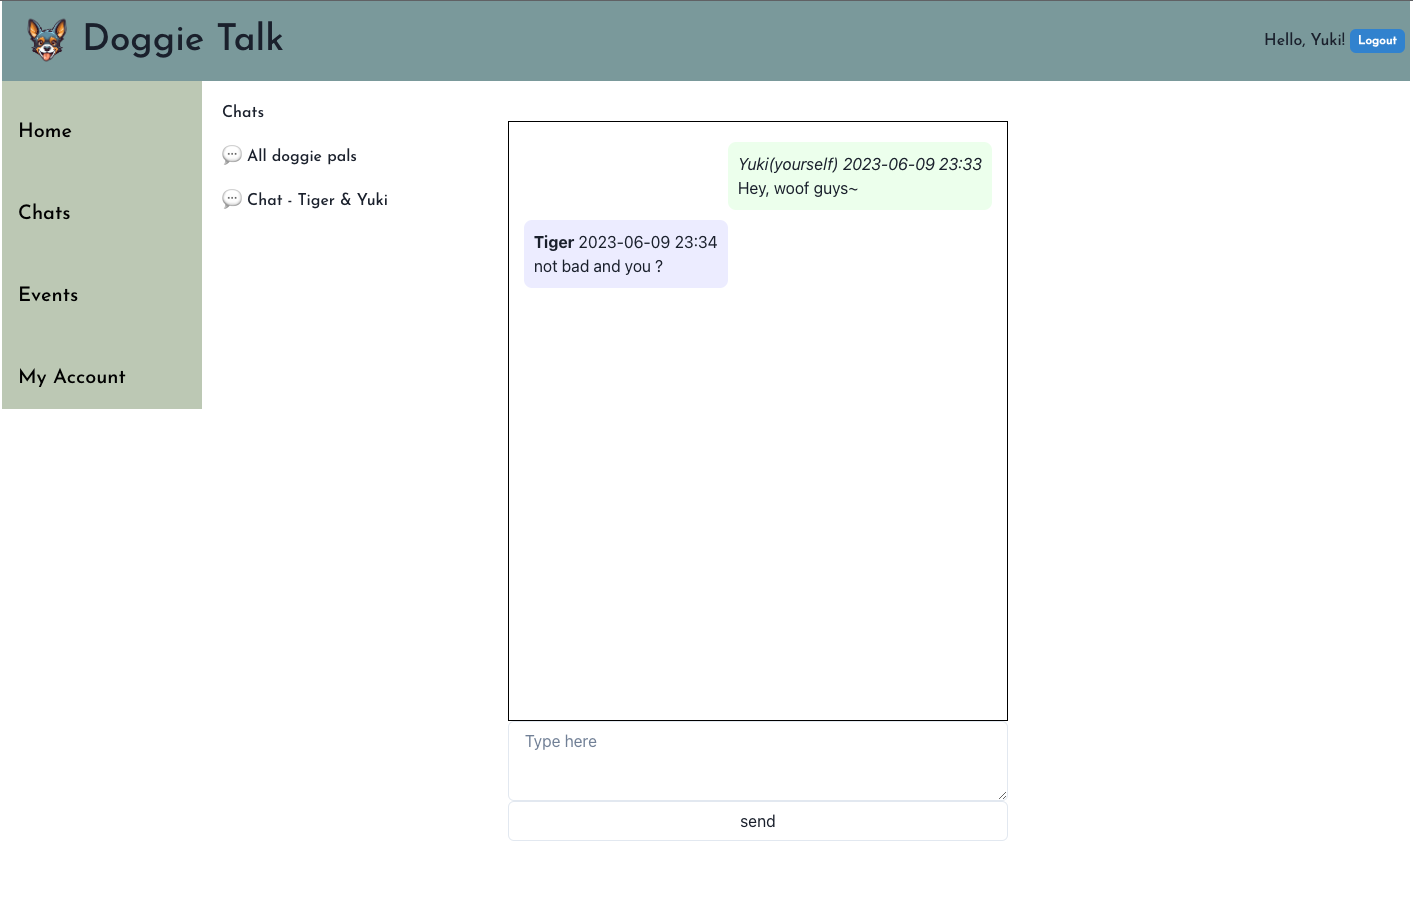 Doggie Talk
Hello, Yuki! Logout
Home
Chats
Events
My Account
Chats
💬 All doggie pals
💬 Chat - Tiger & Yuki
Yuki(yourself) 2023-06-09 23:33
Hey, woof guys~
Tiger 2023-06-09 23:34
not bad and you ?
Type here
send